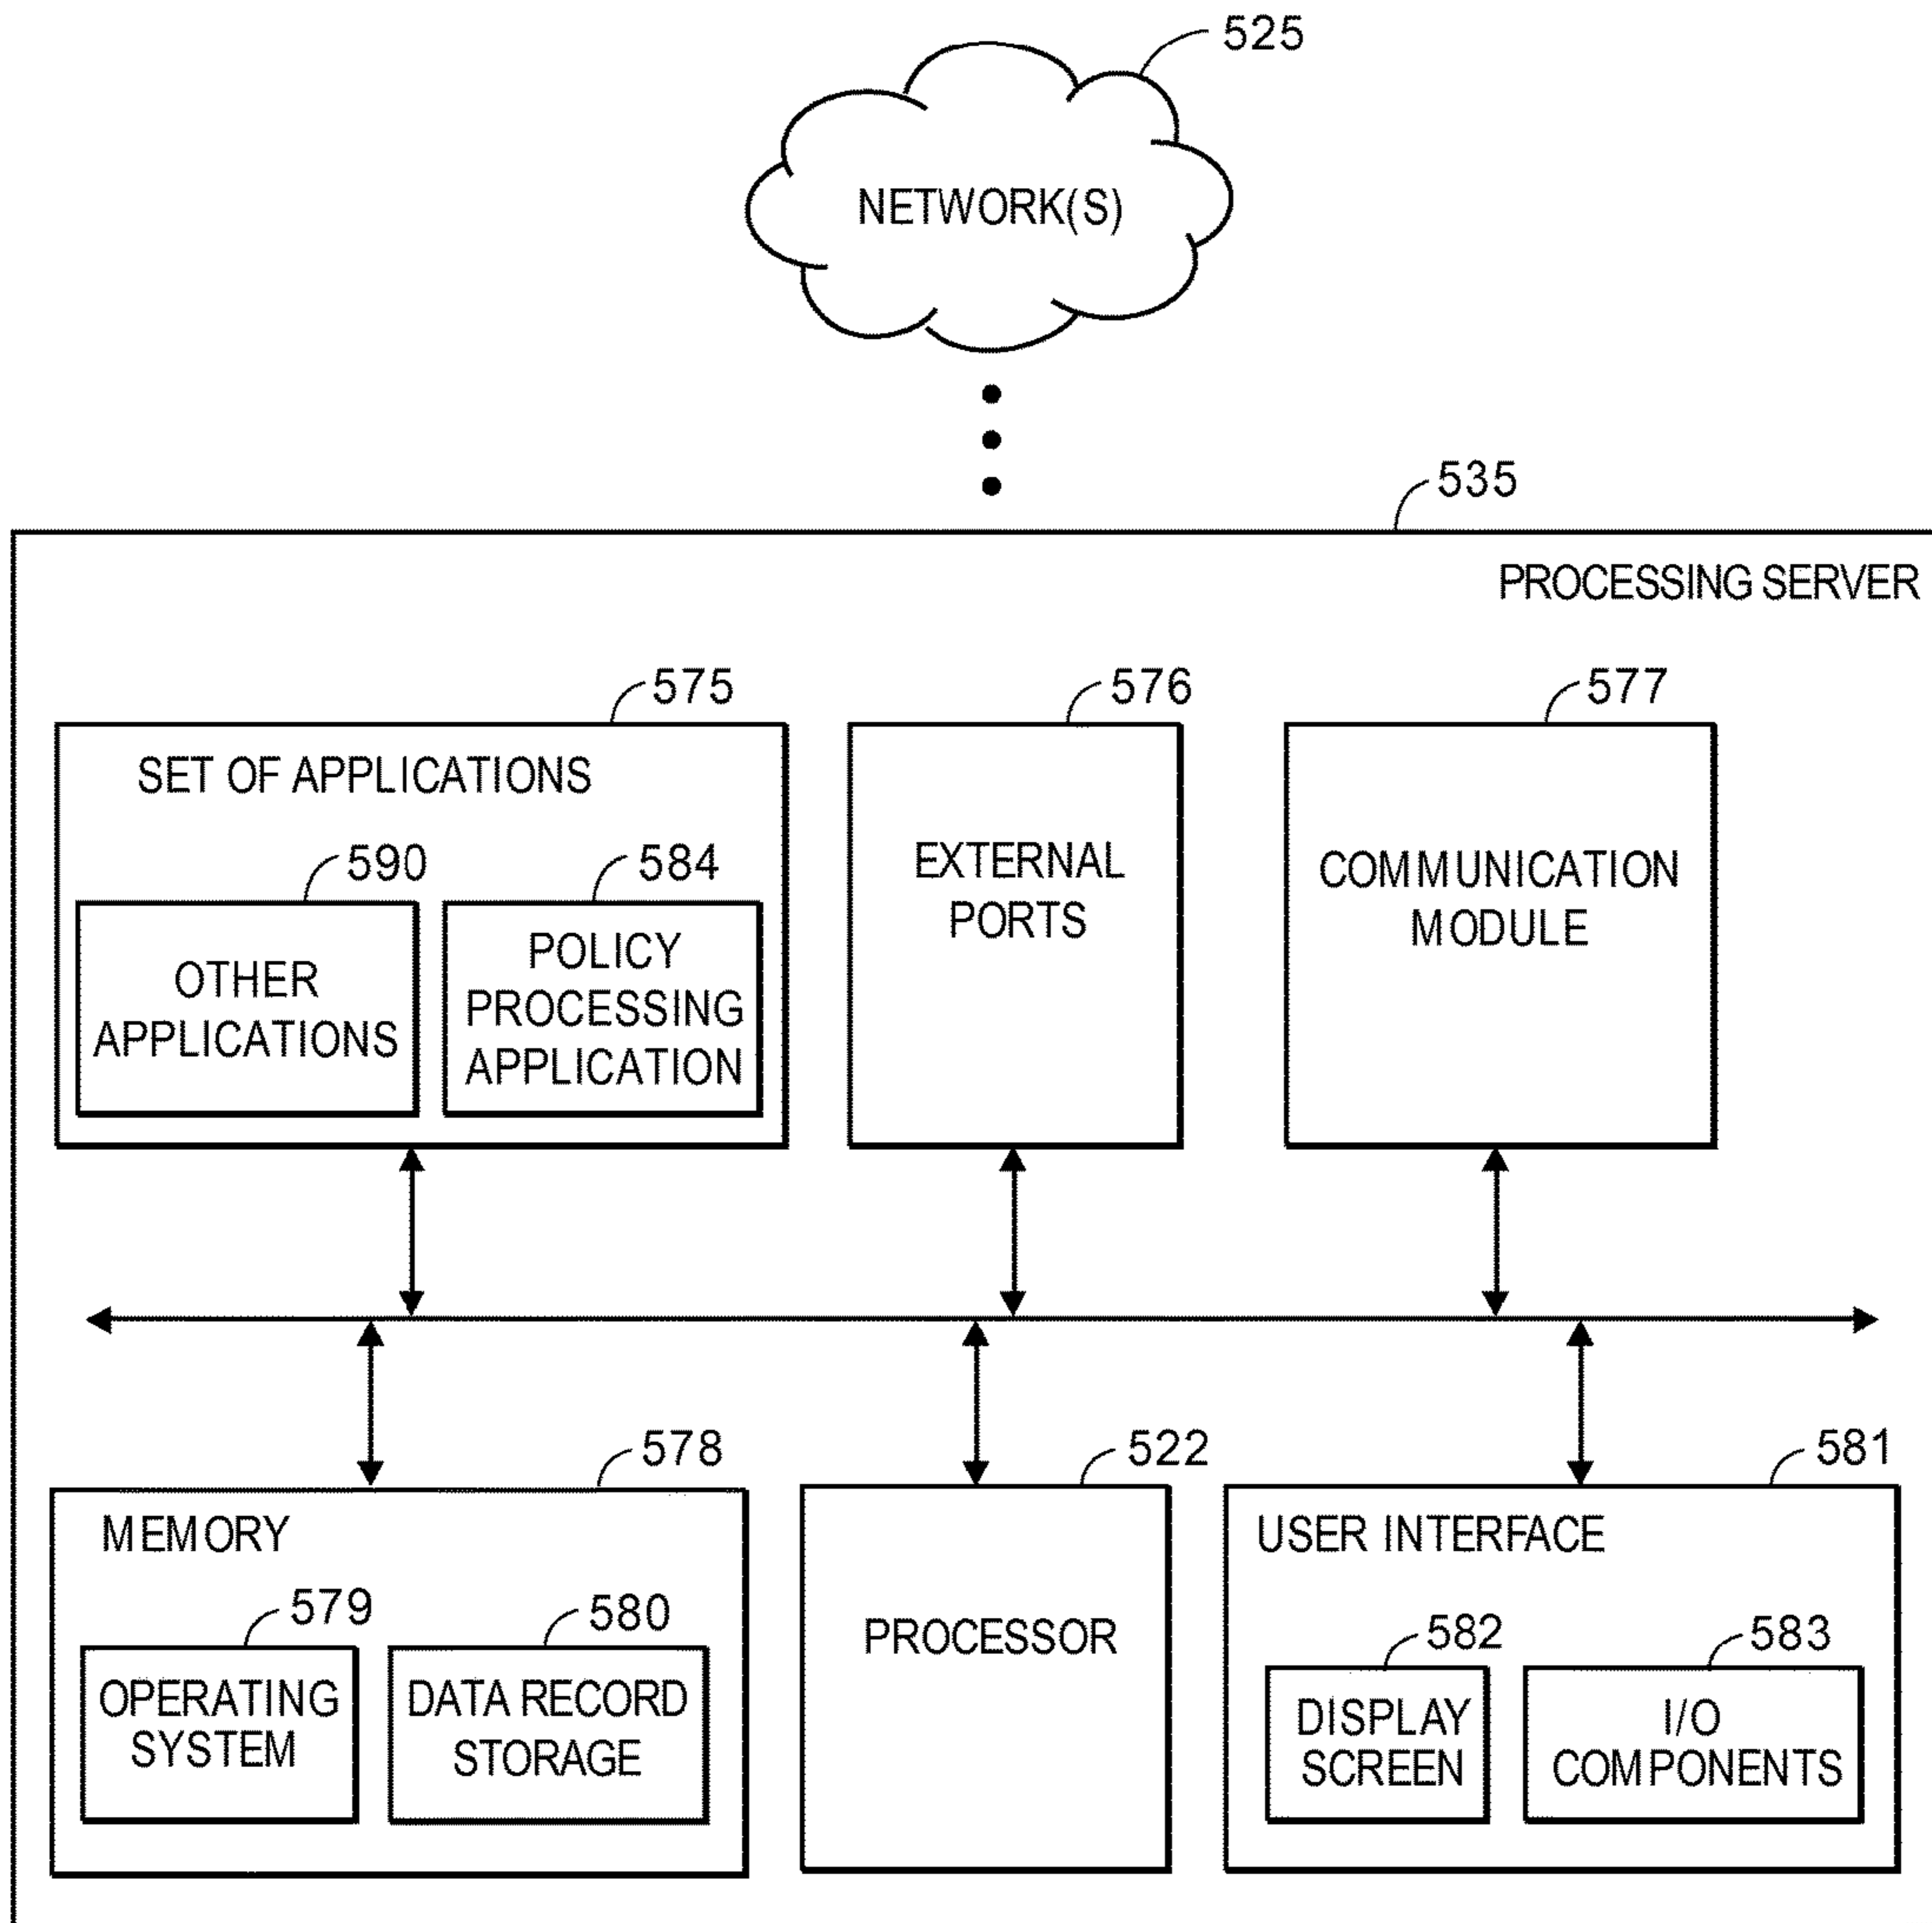 525
NETWORK(S)
535
PROCESSING SERVER
575
SET OF APPLICATIONS
590
OTHER
APPLICATIONS
584
POLICY
PROCESSING
APPLICATION
576
EXTERNAL
PORTS
577
COMMUNICATION
MODULE
578
MEMORY
579
OPERATING
SYSTEM
580
DATA RECORD
STORAGE
522
PROCESSOR
581
USER INTERFACE
582
DISPLAY
SCREEN
583
I/O
COMPONENTS